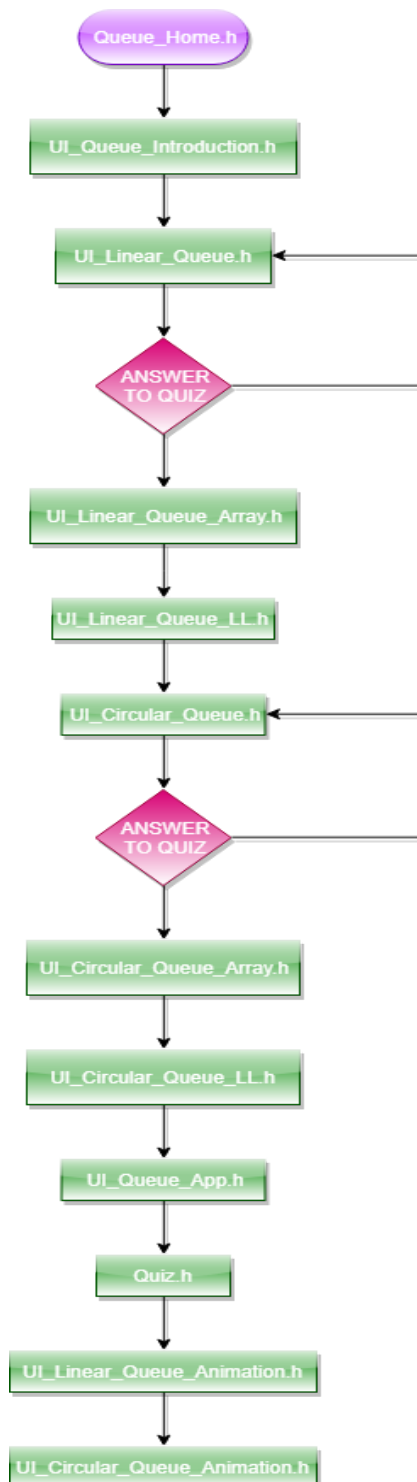 Queue_Home.h
UI_Queue_Introduction.h
UI_Linear_Queue.h
ANSWER
TO QUIZ
UI_Linear_Queue_Array.h
UI_Linear_Queue_LL.h
UI_Circular_Queue.h
ANSWER
TO QUIZ
UI_Circular_Queue_Array.h
UI_Circular_Queue_LL.h
UI_Queue_App.h
Quiz.h
UI_Linear_Queue_Animation.h
UI_Circular_Queue_Animation.h